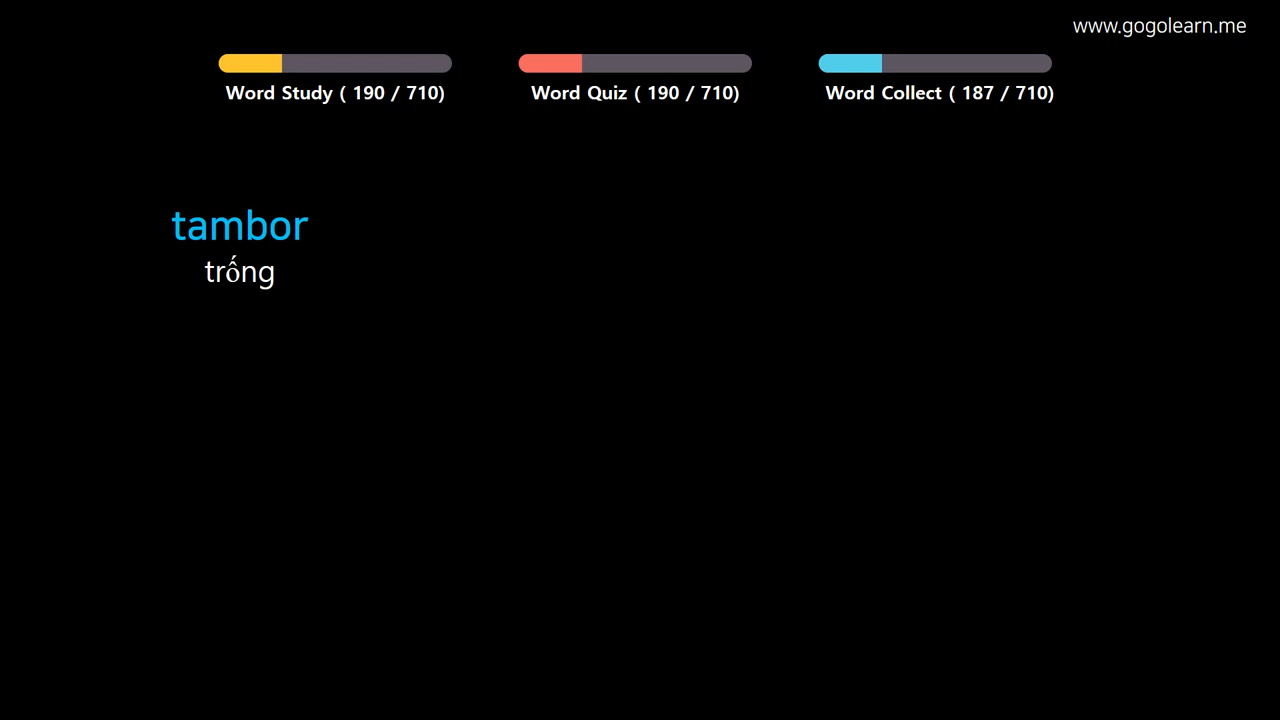 www.gogolearn.me
Word Study ( 190 / 710)
Word Quiz ( 190 / 710)
Word Collect ( 187 / 710)
tambor
trống